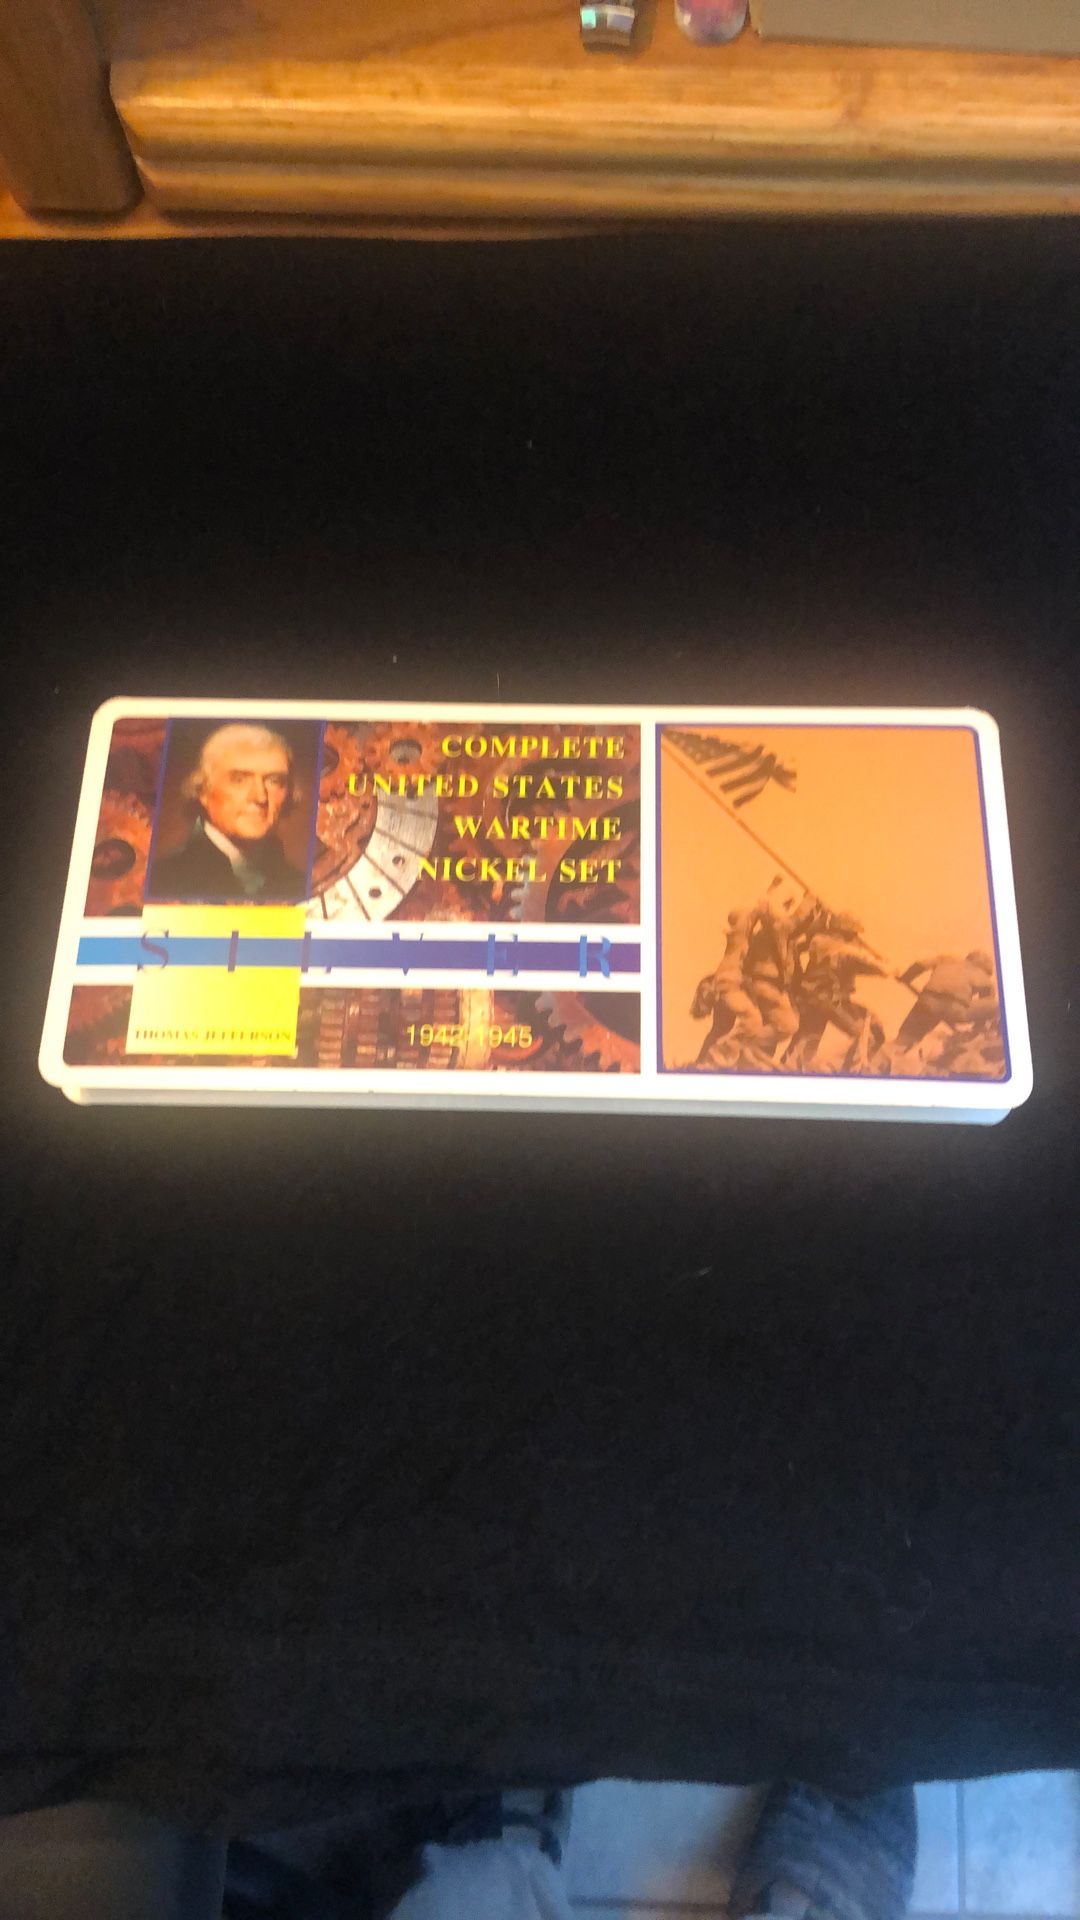 COMPLETE
UNITED STATES
WARTIME
NICKEL SET
SILVER
THOMAS JEFFERSON
1942-1945